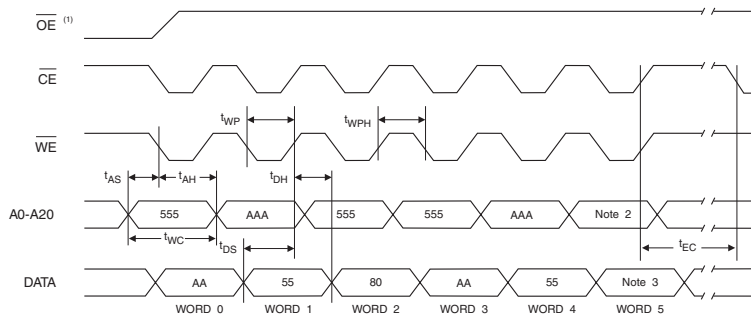 OE (1)
CE
tWP
tWPH
WE
tAS
tAH
tDH
A0-A20
555
AAA
555
555
AAA
Note 2
tWC
tDS
tEC
DATA
AA
55
80
AA
55
Note 3
WORD 0
WORD 1
WORD 2
WORD 3
WORD 4
WORD 5